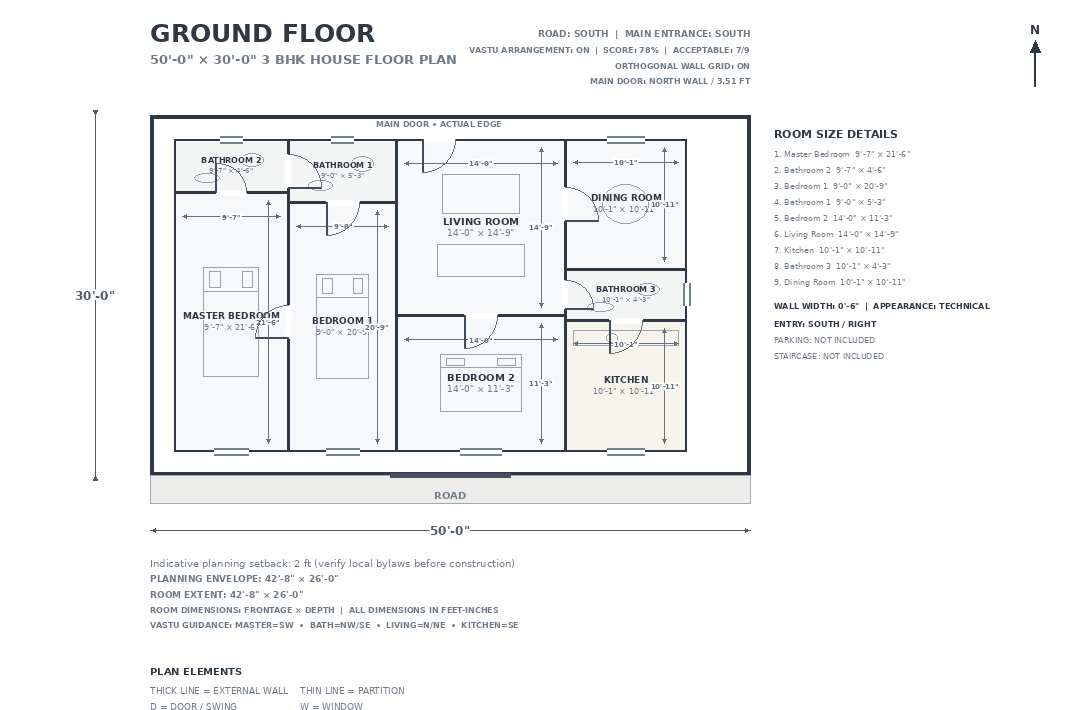 GROUND FLOOR
50'-0" × 30'-0" 3 BHK HOUSE FLOOR PLAN
ROAD: SOUTH | MAIN ENTRANCE: SOUTH
VASTU ARRANGEMENT: ON | SCORE: 78% | ACCEPTABLE: 7/9
ORTHOGONAL WALL GRID: ON
MAIN DOOR: NORTH WALL / 3.51 FT
N
MAIN DOOR • ACTUAL EDGE
BATHROOM 2
9'-7" × 4'-6"
BATHROOM 1
9'-0" × 5'-3"
14'-0"
10'-1"
DINING ROOM
10'-1" × 10'-11"
10'-11"
9'-7"
9'-0"
LIVING ROOM
14'-0" × 14'-9"
14'-9"
BATHROOM 3
10'-1" × 4'-3"
30'-0"
MASTER BEDROOM
9'-7" × 21'-6"
21'-6"
BEDROOM 1
9'-0" × 20'-9"
20'-9"
14'-0"
10'-1"
BEDROOM 2
14'-0" × 11'-3"
11'-3"
KITCHEN
10'-1" × 10'-11"
10'-11"
ROAD
50'-0"
ROOM SIZE DETAILS
1. Master Bedroom 9'-7" × 21'-6"
2. Bathroom 2 9'-7" × 4'-6"
3. Bedroom 1 9'-0" × 20'-9"
4. Bathroom 1 9'-0" × 5'-3"
5. Bedroom 2 14'-0" × 11'-3"
6. Living Room 14'-0" × 14'-9"
7. Kitchen 10'-1" × 10'-11"
8. Bathroom 3 10'-1" × 4'-3"
9. Dining Room 10'-1" × 10'-11"
WALL WIDTH: 0'-6" | APPEARANCE: TECHNICAL
ENTRY: SOUTH / RIGHT
PARKING: NOT INCLUDED
STAIRCASE: NOT INCLUDED
Indicative planning setback: 2 ft (verify local bylaws before construction)
PLANNING ENVELOPE: 42'-8" × 26'-0"
ROOM EXTENT: 42'-8" × 26'-0"
ROOM DIMENSIONS: FRONTAGE × DEPTH | ALL DIMENSIONS IN FEET-INCHES
VASTU GUIDANCE: MASTER=SW • BATH=NW/SE • LIVING=N/NE • KITCHEN=SE
PLAN ELEMENTS
THICK LINE = EXTERNAL WALL THIN LINE = PARTITION
D = DOOR / SWING W = WINDOW